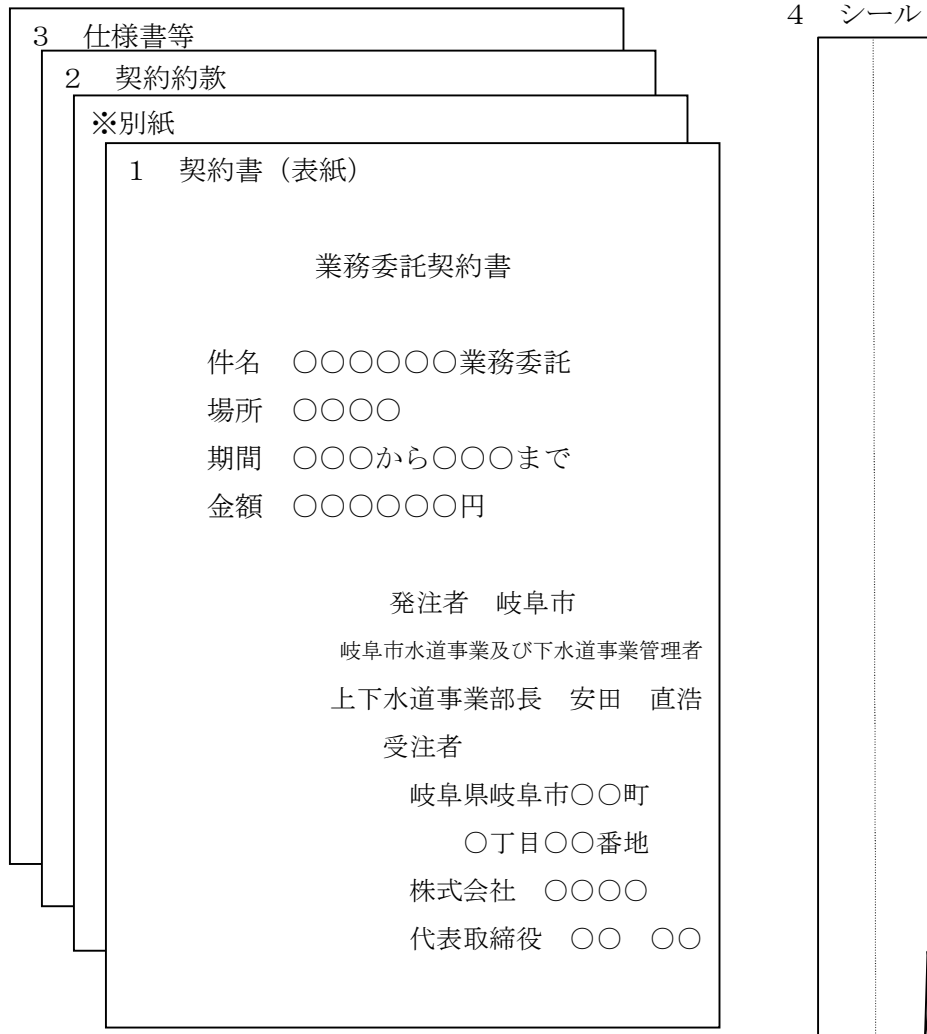 3　仕様書等
2　契約約款
※別紙
1　契約書（表紙）
業務委託契約書
件名　○○○○○○業務委託
場所　○○○○
期間　○○○から○○○まで
金額　○○○○○○円
発注者　岐阜市
岐阜市水道事業及び下水道事業管理者
上下水道事業部長　安田　直浩
受注者
岐阜県岐阜市○○町
○丁目○○番地
株式会社　○○○○
代表取締役　○○　○○
4　シール